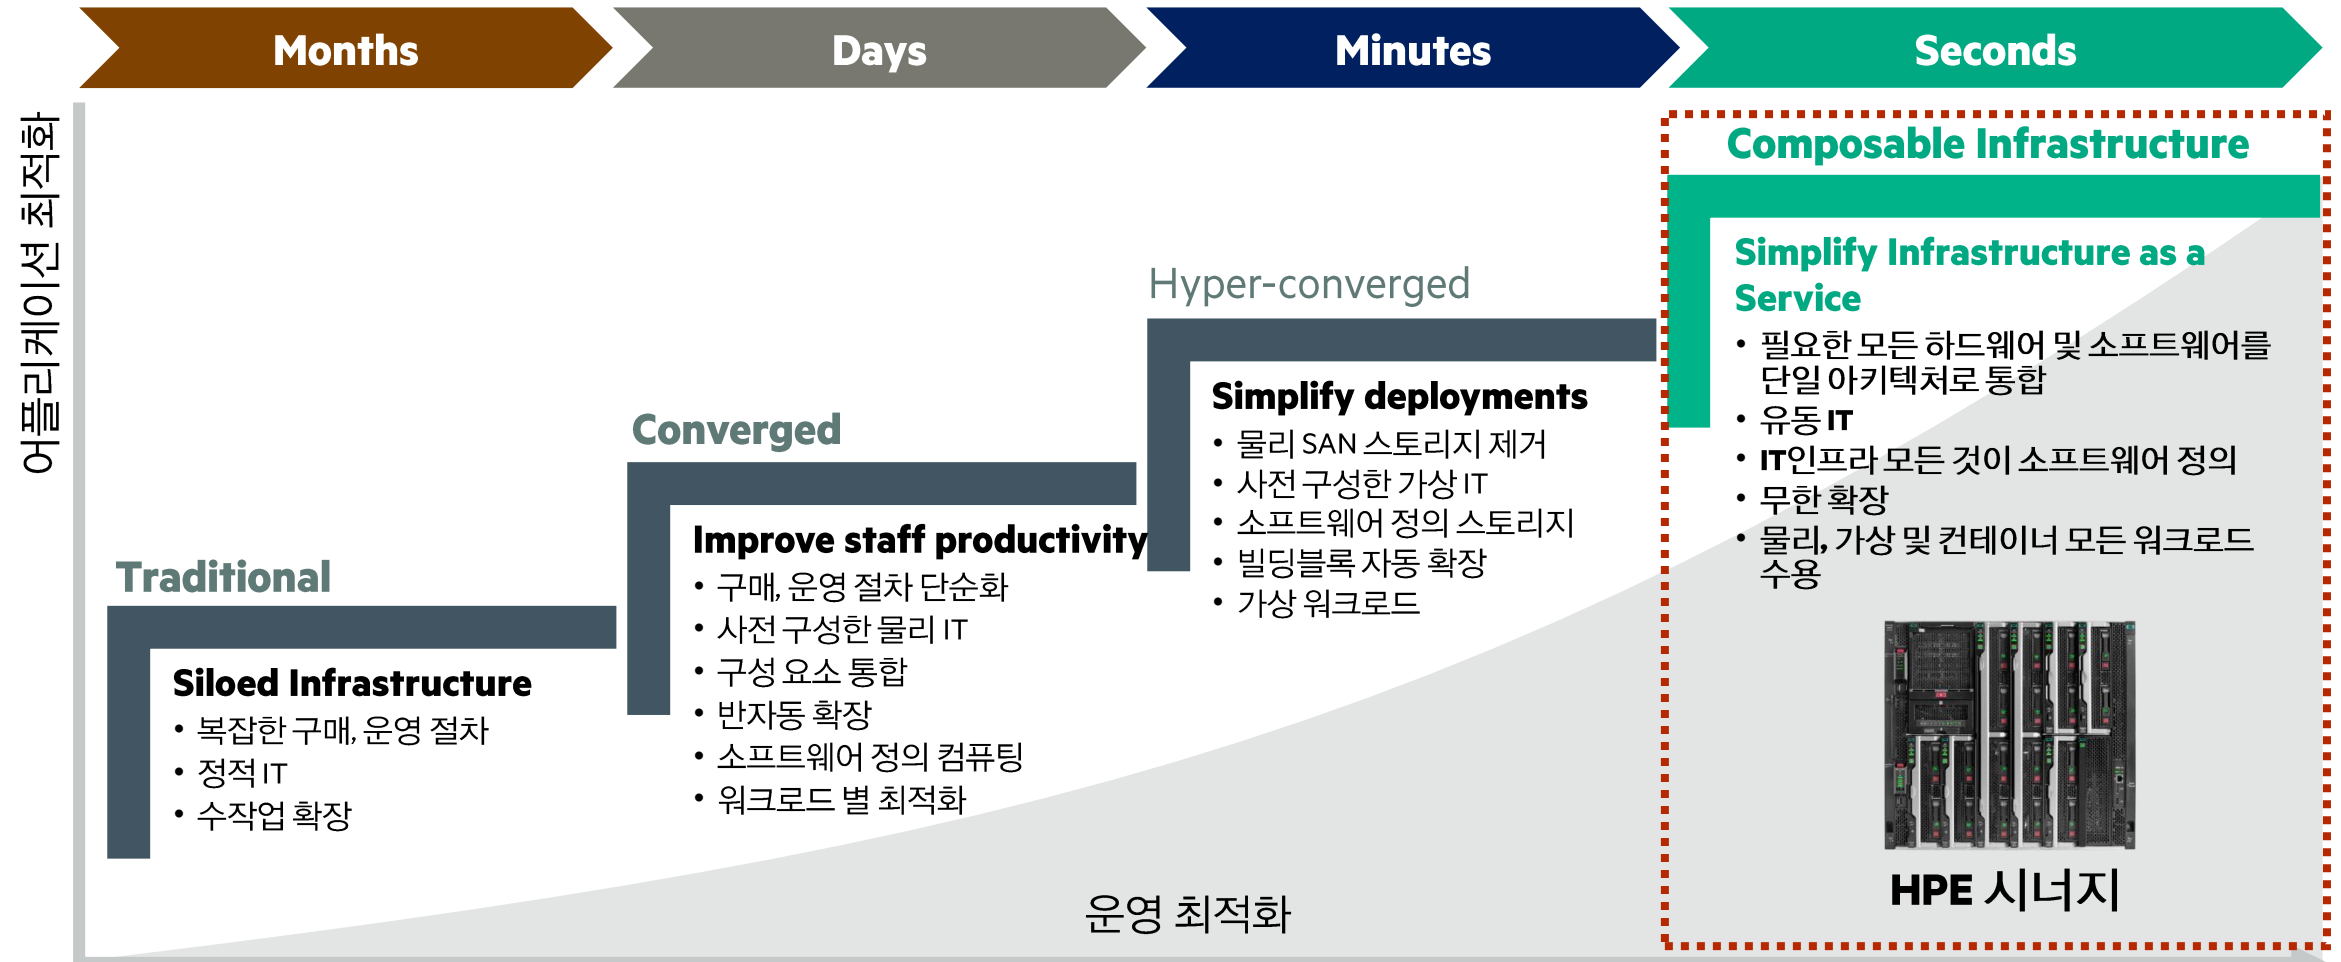 Months
Days
Minutes
Seconds
어플리케이션 최적화
Composable Infrastructure
Simplify Infrastructure as a
Service
• 필요한 모든 하드웨어 및 소프트웨어를
단일 아키텍처로 통합
• 유동 IT
• IT인프라 모든 것이 소프트웨어 정의
• 무한 확장
• 물리, 가상 및 컨테이너 모든 워크로드
수용
HPE 시너지
Hyper-converged
Simplify deployments
• 물리 SAN 스토리지 제거
• 사전 구성한 가상 IT
• 소프트웨어 정의 스토리지
• 빌딩블록 자동 확장
• 가상 워크로드
Converged
Improve staff productivity
• 구매, 운영 절차 단순화
• 사전 구성한 물리 IT
• 구성 요소 통합
• 반자동 확장
• 소프트웨어 정의 컴퓨팅
• 워크로드 별 최적화
Traditional
Siloed Infrastructure
• 복잡한 구매, 운영 절차
• 정적 IT
• 수작업 확장
운영 최적화